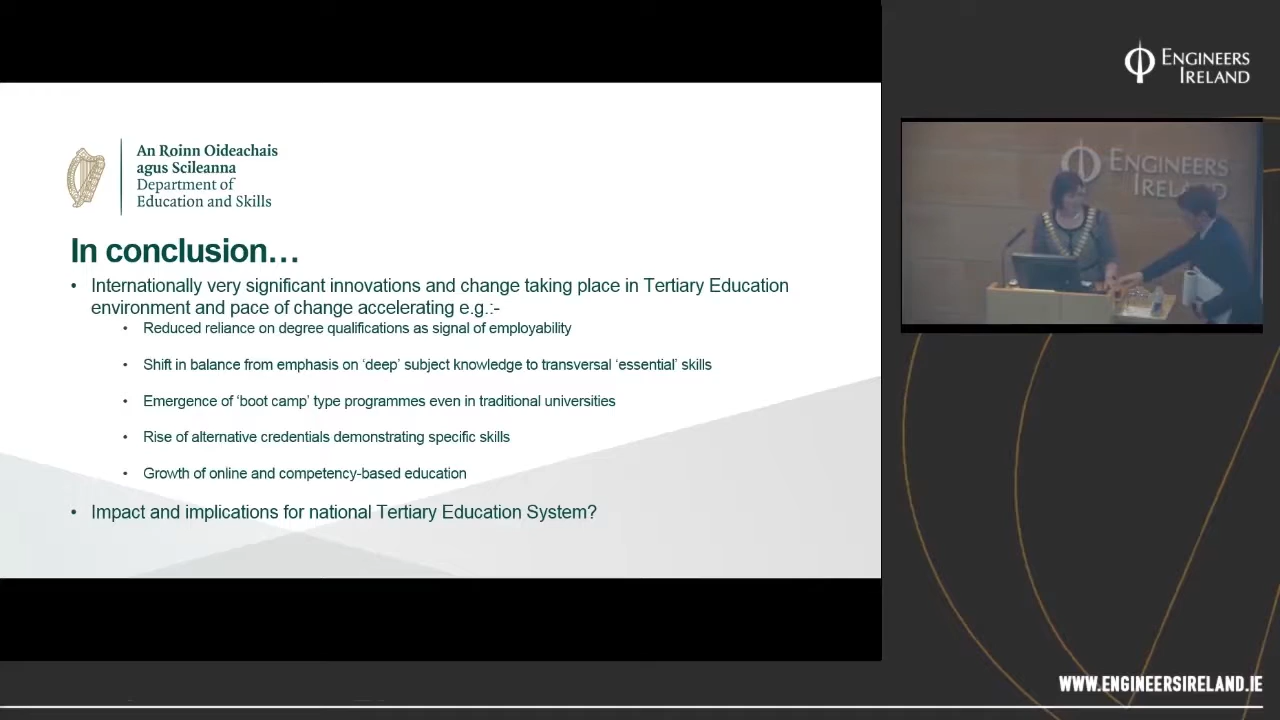 An Roinn Oideachais
agus Scileanna
Department of
Education and Skills
In conclusion…
• Internationally very significant innovations and change taking place in Tertiary Education
environment and pace of change accelerating e.g.:-
• Reduced reliance on degree qualifications as signal of employability
• Shift in balance from emphasis on ‘deep’ subject knowledge to transversal ‘essential’ skills
• Emergence of ‘boot camp’ type programmes even in traditional universities
• Rise of alternative credentials demonstrating specific skills
• Growth of online and competency-based education
• Impact and implications for national Tertiary Education System?
ENGINEERS
IRELAND
ENGINEERS
IRELAND
WWW.ENGINEERSIRELAND.IE